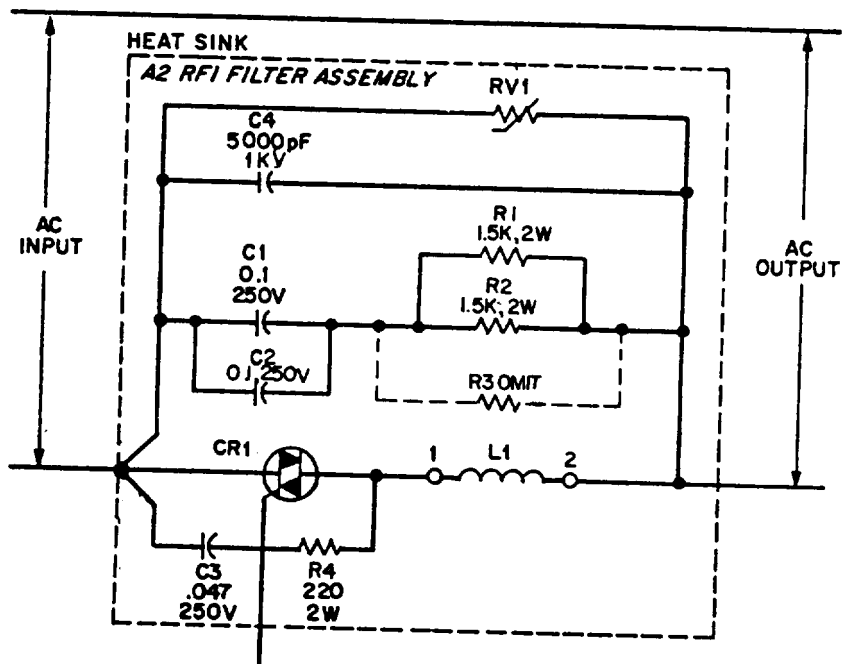 HEAT SINK
A2 RFI FILTER ASSEMBLY
RV1
C4
5000pF
1KV
AC
INPUT
AC
OUTPUT
R1
1.5K, 2W
C1
0.1
250V
R2
1.5K, 2W
C2
0.1 250V
R3 OMIT
CR1
1
L1
2
C3
.047
250V
R4
220
2W